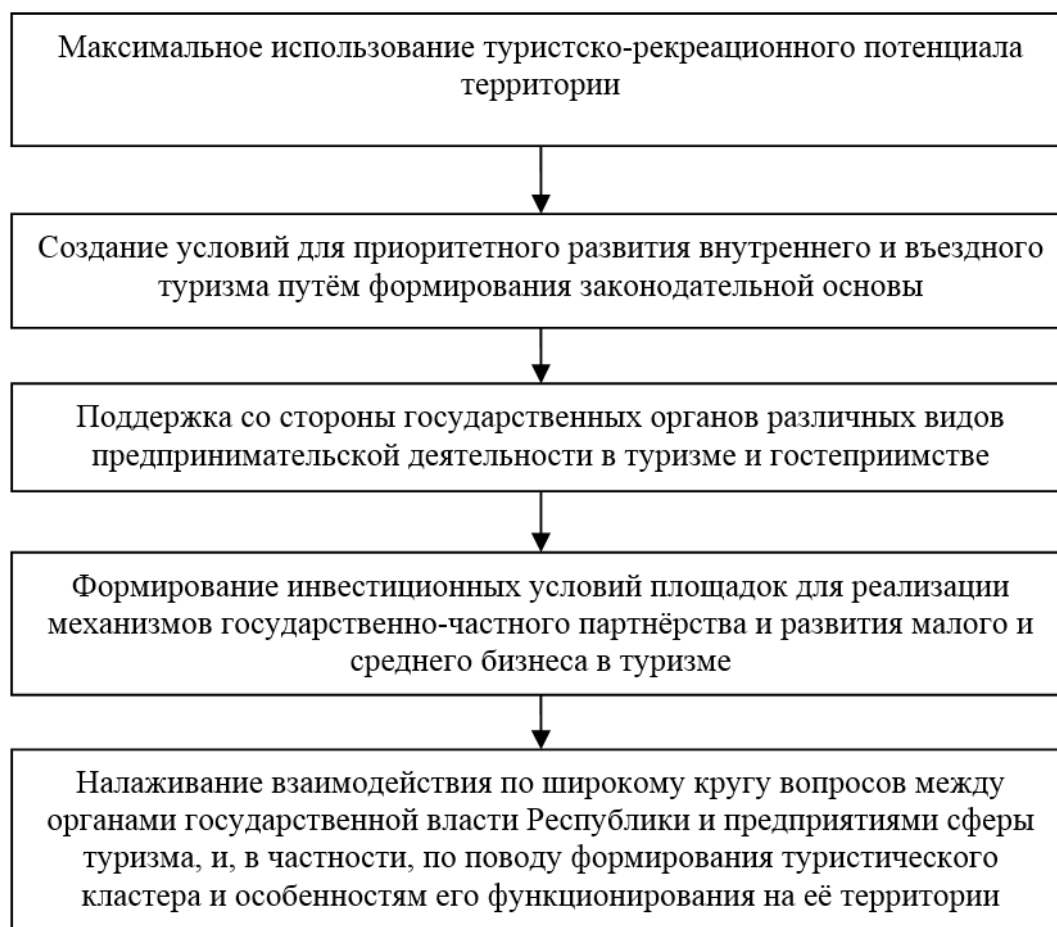 Максимальное использование туристско-рекреационного потенциала
территории
Создание условий для приоритетного развития внутреннего и въездного
туризма путём формирования законодательной основы
Поддержка со стороны государственных органов различных видов
предпринимательской деятельности в туризме и гостеприимстве
Формирование инвестиционных условий площадок для реализации
механизмов государственно-частного партнёрства и развития малого и
среднего бизнеса в туризме
Налаживание взаимодействия по широкому кругу вопросов между
органами государственной власти Республики и предприятиями сферы
туризма, и, в частности, по поводу формирования туристического
кластера и особенностям его функционирования на её территории